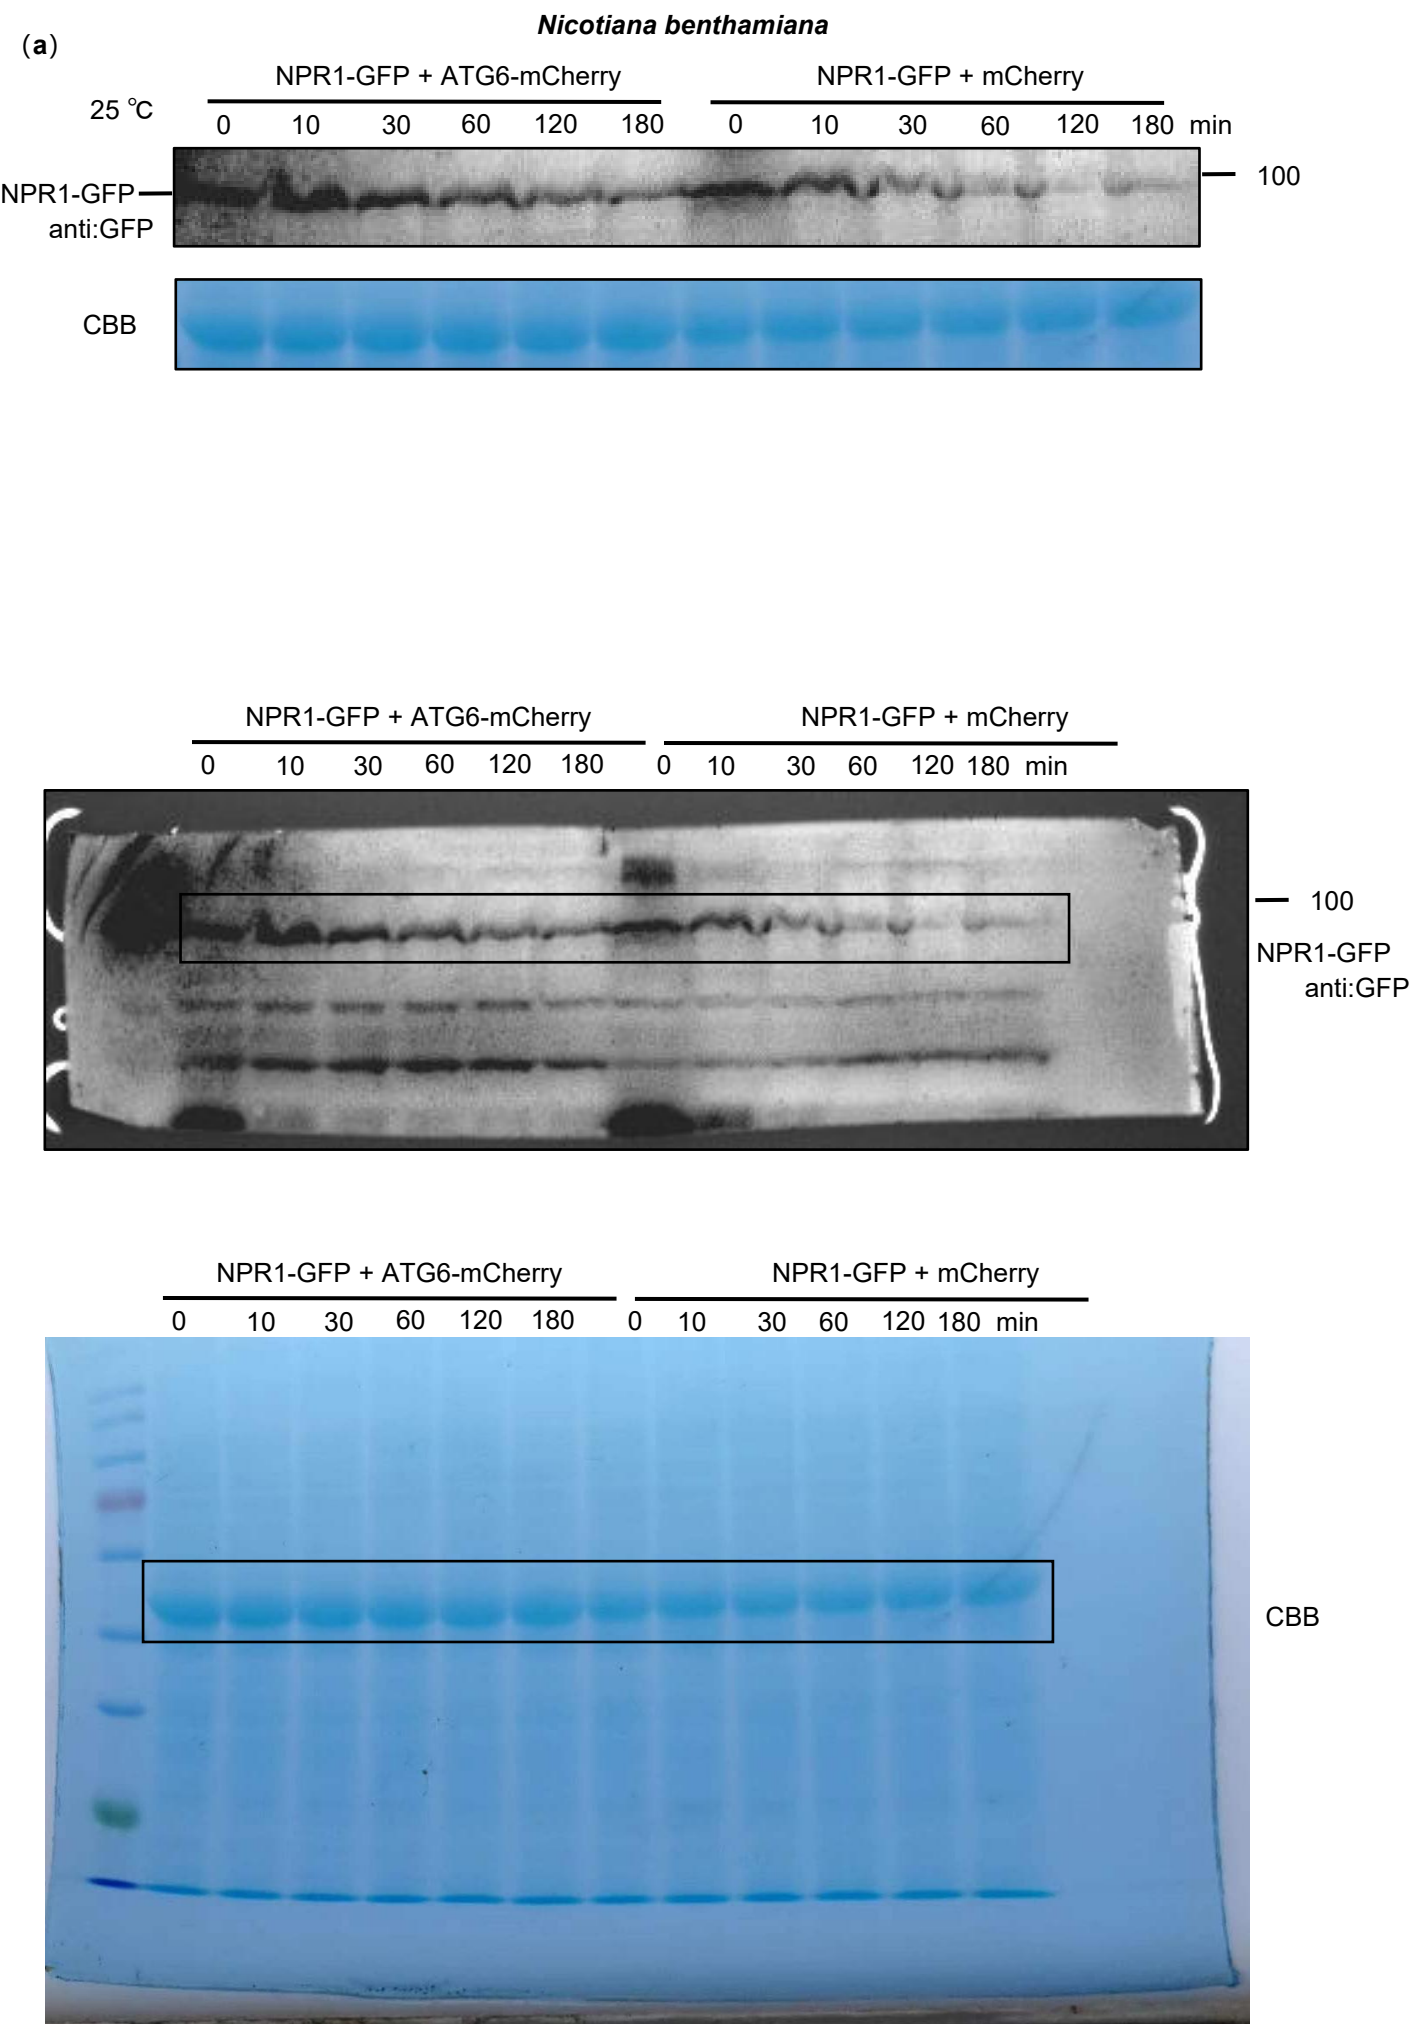 Nicotiana benthamiana
(a)
NPR1-GFP + ATG6-mCherry NPR1-GFP + mCherry
25 °C 0 10 30 60 120 180 0 10 30 60 120 180 min
100
NPR1-GFP
anti:GFP
CBB
NPR1-GFP + ATG6-mCherry NPR1-GFP + mCherry
0 10 30 60 120 180 0 10 30 60 120 180 min
100
NPR1-GFP
anti:GFP
NPR1-GFP + ATG6-mCherry NPR1-GFP + mCherry
0 10 30 60 120 180 0 10 30 60 120 180 min
CBB